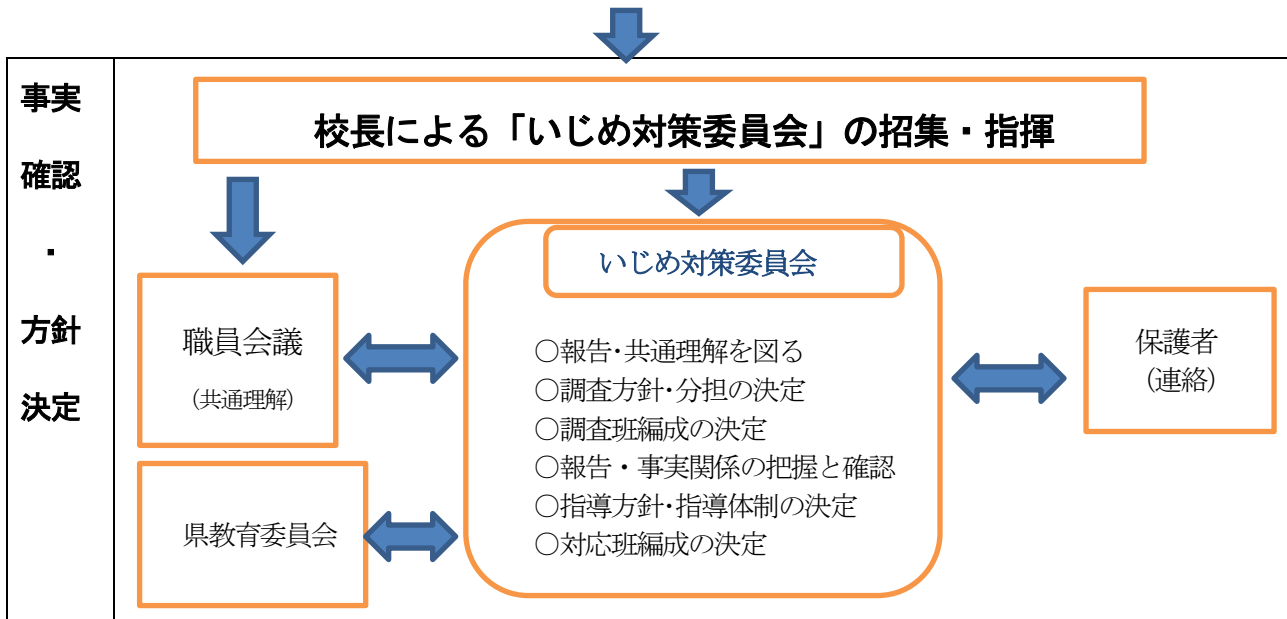 事実
確認
・
方針
決定
校長による「いじめ対策委員会」の招集・指揮
いじめ対策委員会
○報告・共通理解を図る
○調査方針・分担の決定
○調査班編成の決定
○報告・事実関係の把握と確認
○指導方針・指導体制の決定
○対応班編成の決定
職員会議
(共通理解)
県教育委員会
保護者
(連絡)